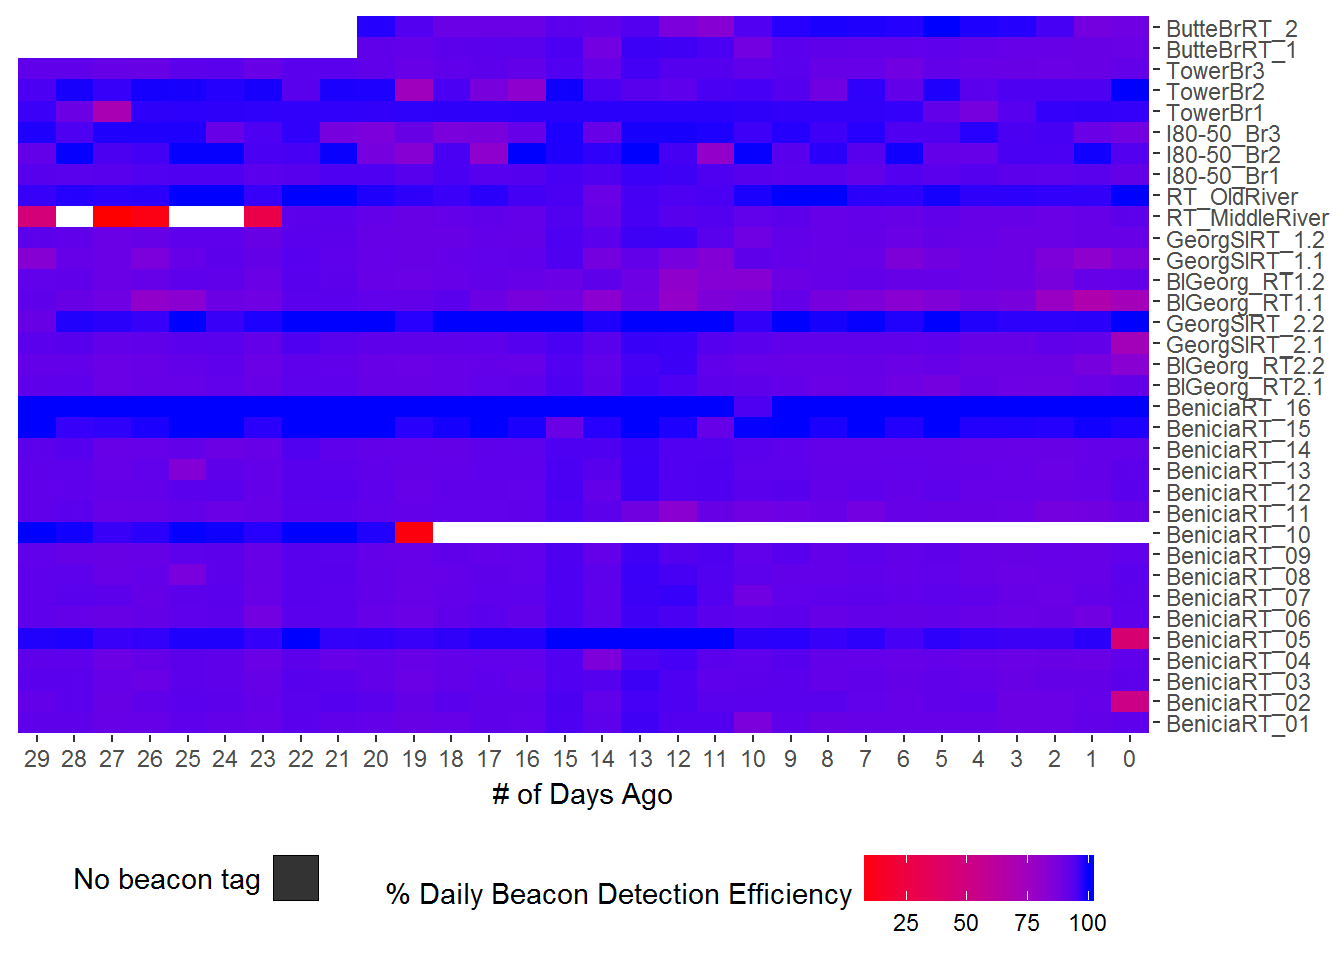 ButteBrRT_2
ButteBrRT_1
TowerBr3
TowerBr2
TowerBr1
I80-50_Br3
I80-50_Br2
I80-50_Br1
RT_OldRiver
RT_MiddleRiver
GeorgSlRT_1.2
GeorgSlRT_1.1
BlGeorg_RT1.2
BlGeorg_RT1.1
GeorgSlRT_2.2
GeorgSlRT_2.1
BlGeorg_RT2.2
BlGeorg_RT2.1
BeniciaRT_16
BeniciaRT_15
BeniciaRT_14
BeniciaRT_13
BeniciaRT_12
BeniciaRT_11
BeniciaRT_10
BeniciaRT_09
BeniciaRT_08
BeniciaRT_07
BeniciaRT_06
BeniciaRT_05
BeniciaRT_04
BeniciaRT_03
BeniciaRT_02
BeniciaRT_01
29 28 27 26 25 24 23 22 21 20 19 18 17 16 15 14 13 12 11 10 9 8 7 6 5 4 3 2 1 0
# of Days Ago
No beacon tag
% Daily Beacon Detection Efficiency
25 50 75 100